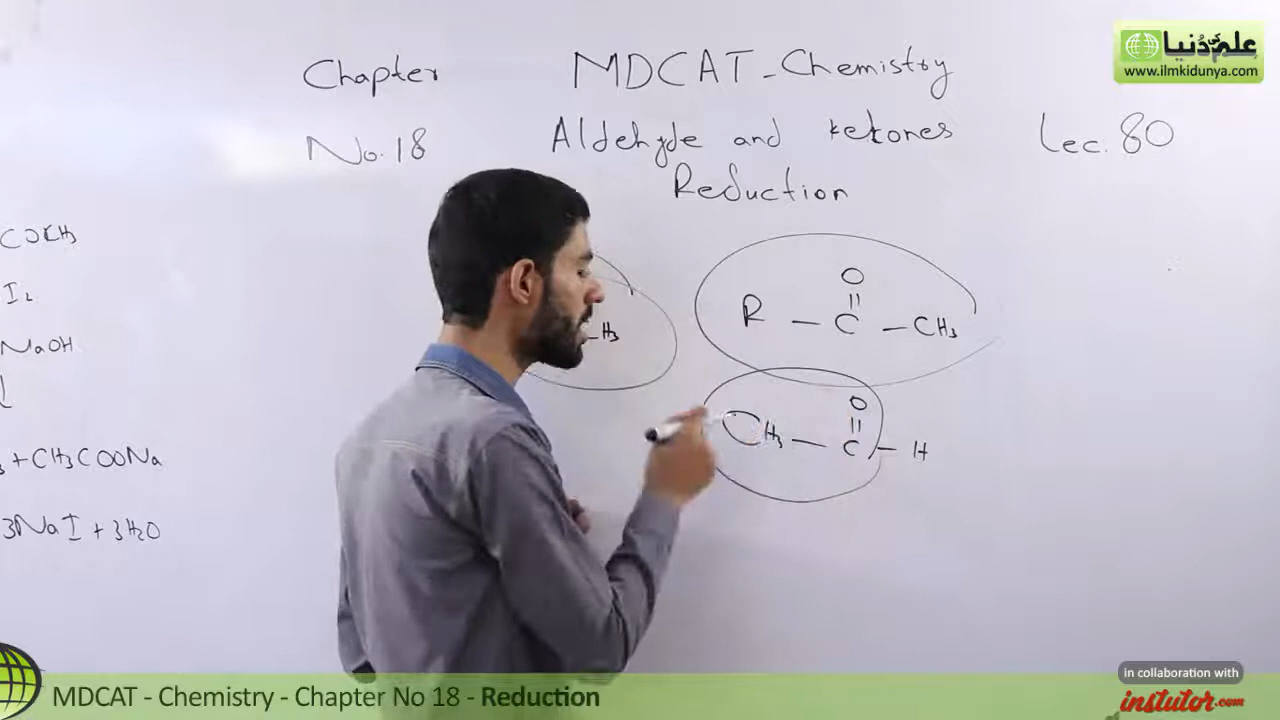 Chapter
No. 18
MDCAT - Chemistry
Aldehyde and ketones
Reduction
Lec. 80
علم کی دنیا
www.ilmkidunya.com
I2
NaOH
+ CH3COONa
3NaI + 3H2O
H3
O
||
R — C — CH3
O
||
CH3 — C — H
in collaboration with
instutor.com
MDCAT - Chemistry - Chapter No 18 - Reduction